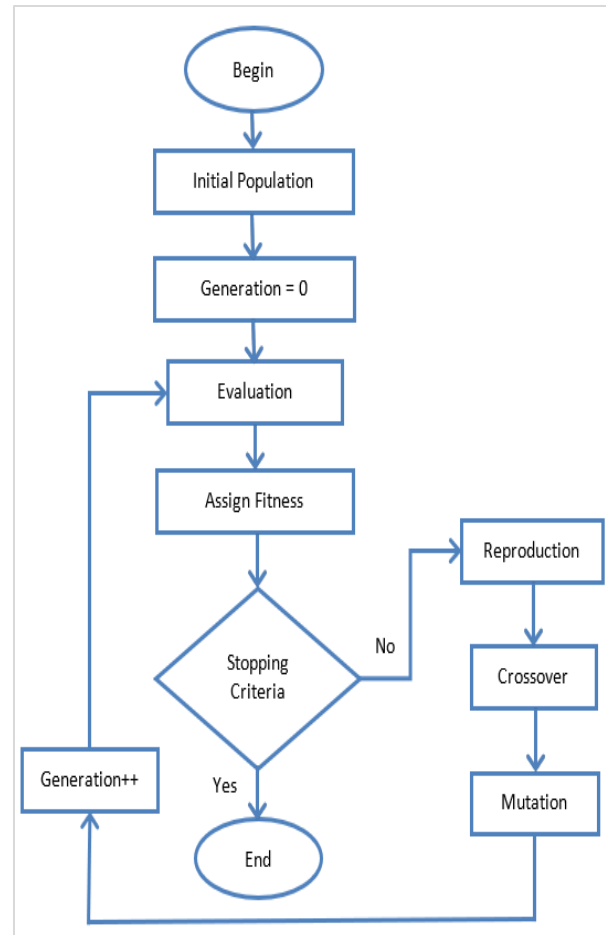 Begin
Initial Population
Generation = 0
Evaluation
Assign Fitness
Reproduction
No
Stopping
Criteria
Crossover
Generation++
Yes
Mutation
End